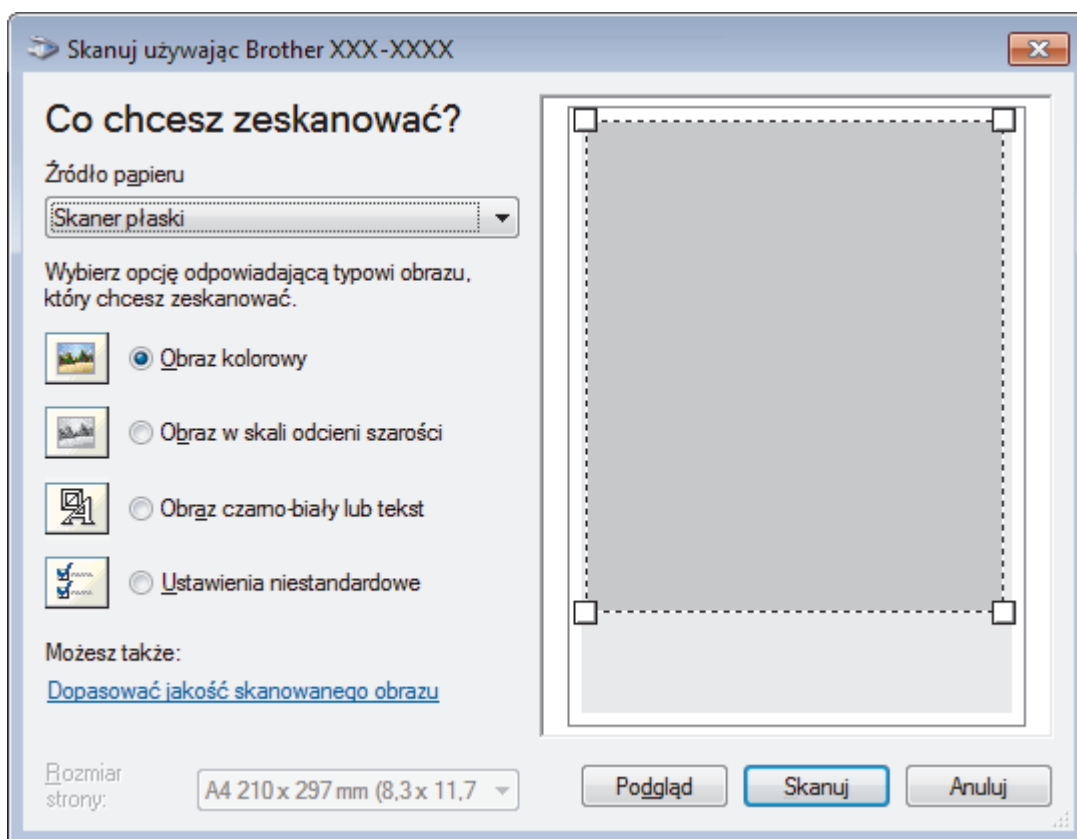 Skanuj używając Brother XXX-XXXX
Co chcesz zeskanować?
Źródło papieru
Skaner płaski
Wybierz opcję odpowiadającą typowi obrazu,
który chcesz zeskanować.
Obraz kolorowy
Obraz w skali odcieni szarości
Obraz czarno-biały lub tekst
Ustawienia niestandardowe
Możesz także:
Dopasować jakość skanowanego obrazu
Rozmiar
strony:
A4 210 x 297 mm (8,3 x 11,7
Podgląd
Skanuj
Anuluj